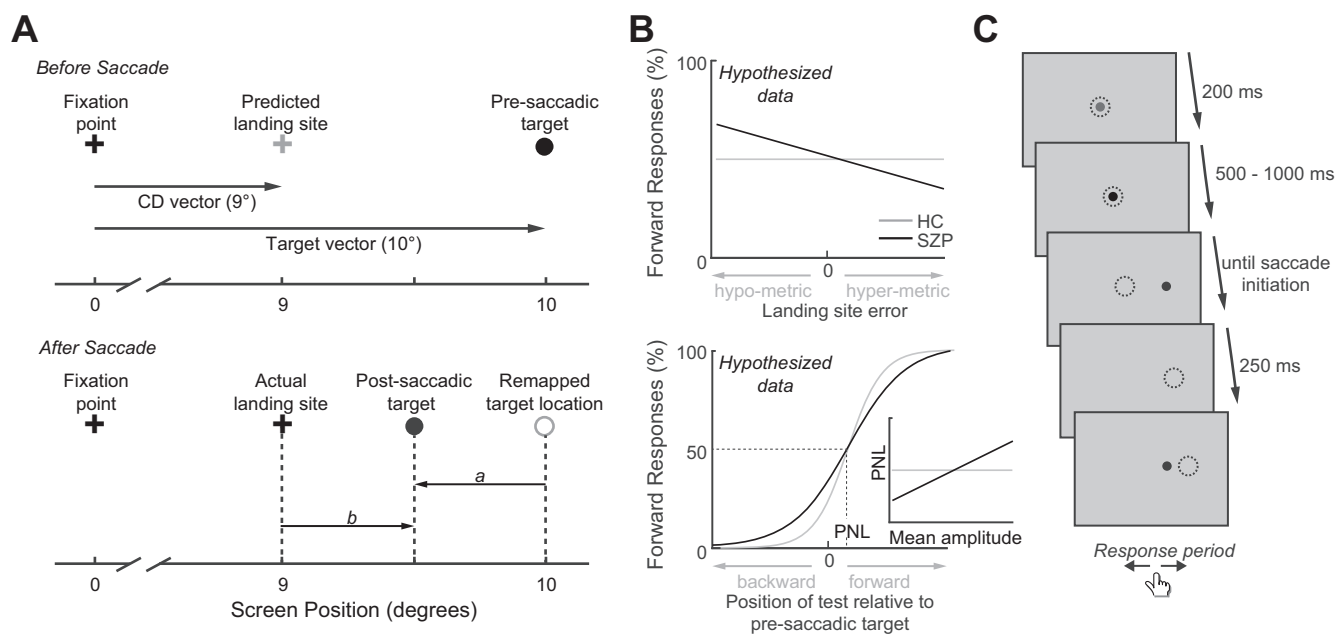 A
Before Saccade
Fixation
point
Predicted
landing site
Pre-saccadic
target
CD vector (9°)
Target vector (10°)
0
9
10
After Saccade
Fixation
point
Actual
landing site
Post-saccadic
target
Remapped
target location
a
b
0
9
10
Screen Position (degrees)
B
Forward Responses (%)
100
0
Hypothesized
data
HC
SZP
0
hypo-metric
hyper-metric
Landing site error
Forward Responses (%)
100
50
0
Hypothesized
data
PNL
PNL
Mean amplitude
0
backward
forward
Position of test relative to
pre-saccadic target
C
200 ms
500 - 1000 ms
until saccade
initiation
250 ms
Response period